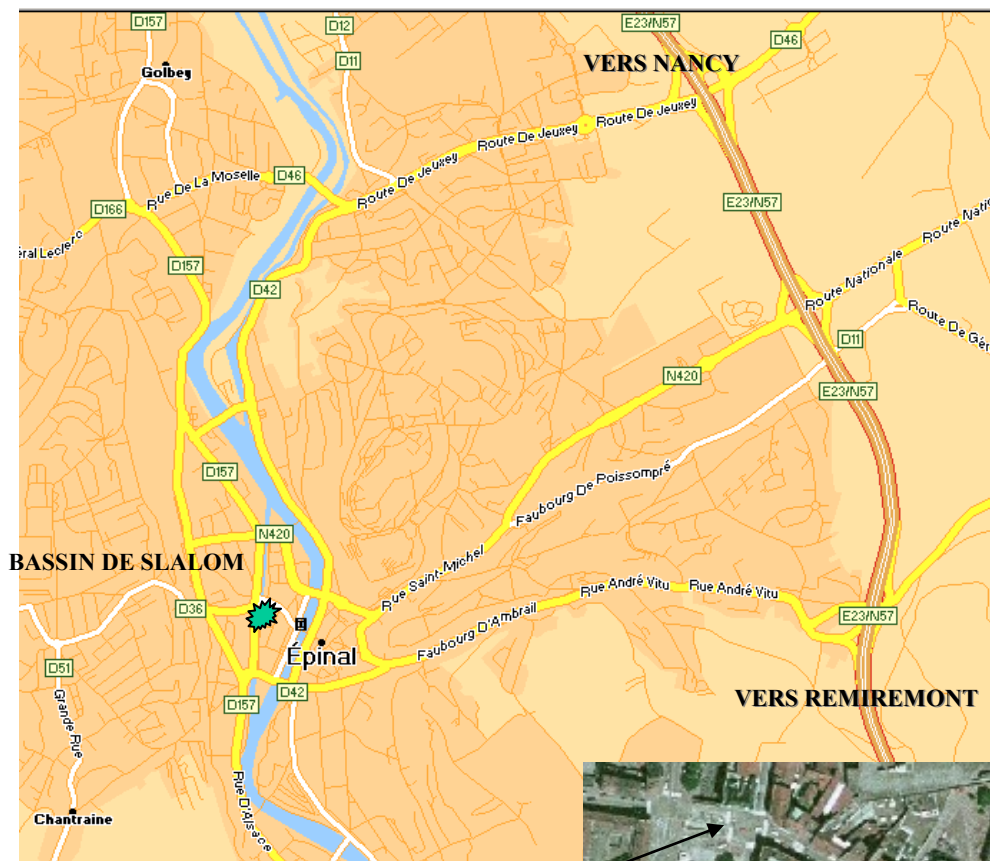 D157
D12
E23/N57
D46
Golbey
D11
VERS NANCY
Route De Jeuxey
Route De Jeuxey
Route De Jeuxey
Rue De La Moselle
D46
D166
éral Leclerc
E23/N57
Route Natio
Route Nationale
D157
D42
Route De Gér
D11
N420
E23/N57
D157
Faubourg De Poissompré
N420
BASSIN DE SLALOM
Rue Saint-Michel
Rue André Vitu
Rue André Vitu
D36
E23/N57
Épinal
Faubourg D'Ambrail
D51
D42
D157
VERS REMIREMONT
Grande Rue
Rue D'Alsace
Chantraine